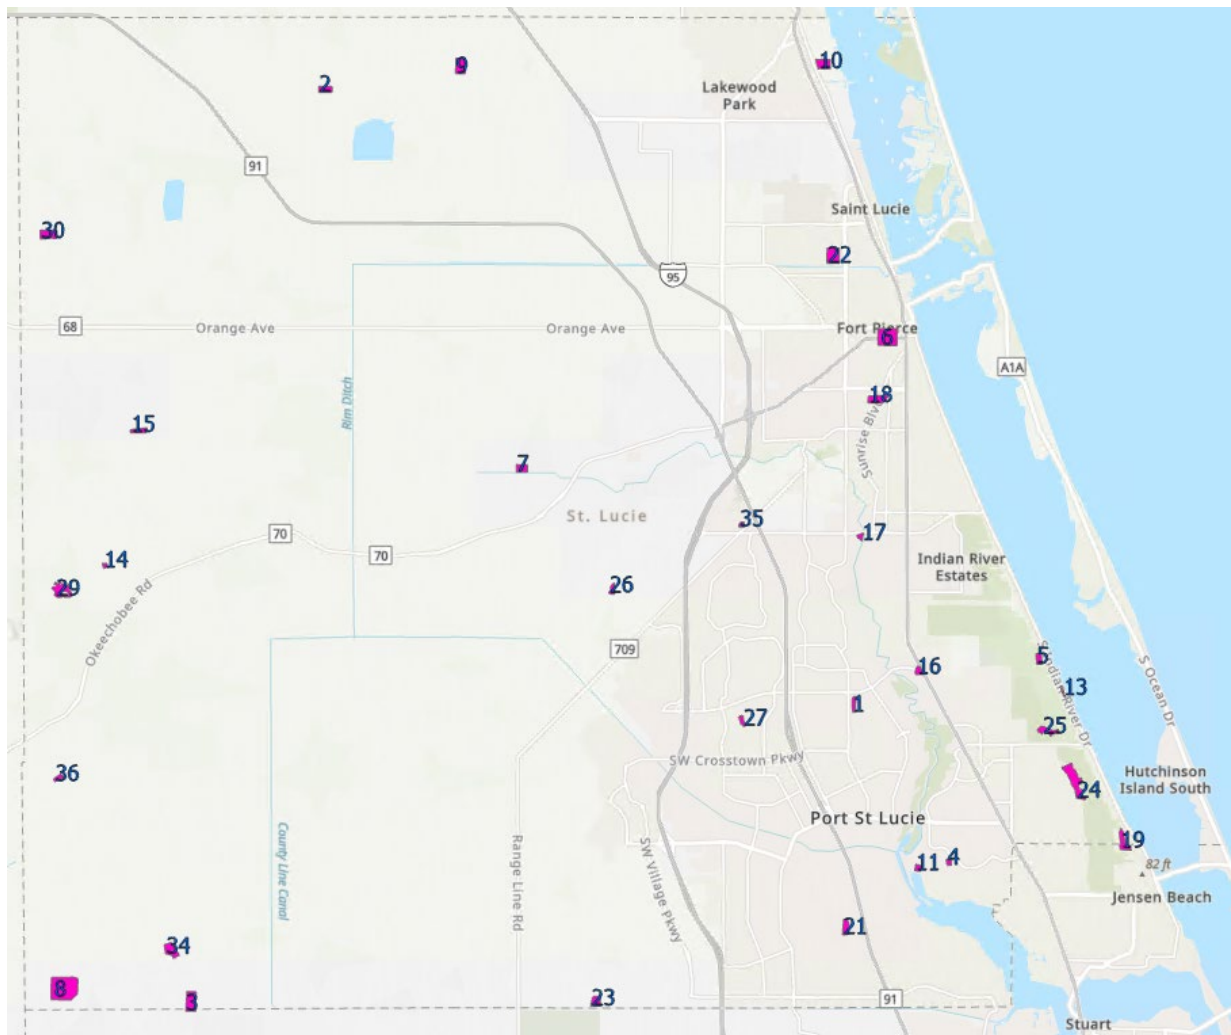 9
10
2
Lakewood
Park
91
Saint Lucie
30
22
95
68
Orange Ave
Orange Ave
Fort Pierce
6
A1A
Rim Ditch
18
15
Sunrise Blvd
7
St. Lucie
35
70
17
70
14
Indian River
Estates
29
26
Okeechobee Rd
709
5
S Indian River Dr
S Ocean Dr
16
13
1
27
25
SW Crosstown Pkwy
36
Hutchinson
Island South
24
Port St Lucie
County Line Canal
Range Line Rd
SW Village Pkwy
19
4
11
82 ft
Jensen Beach
21
34
8
3
23
91
Stuart